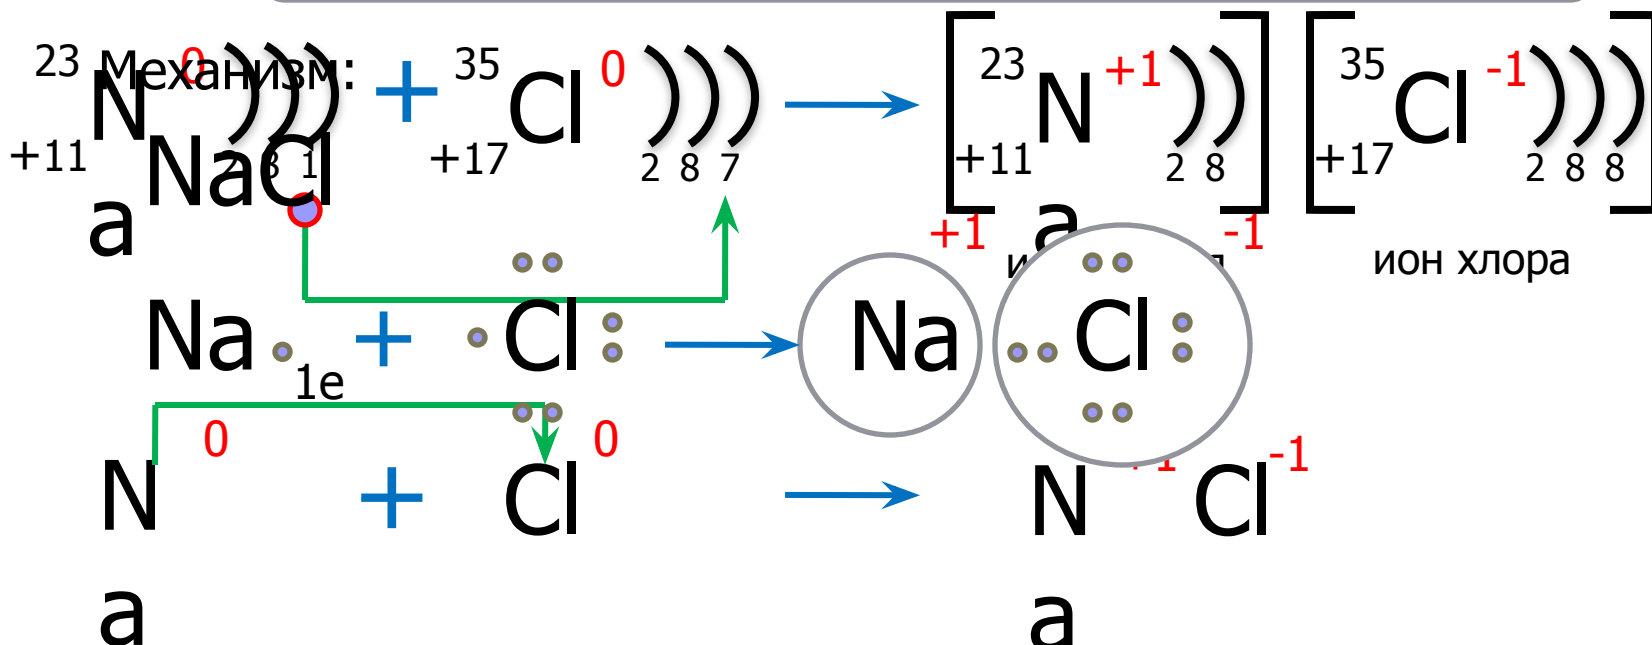 Механизм:
23 Na 0 +11 2 8 1 + 35 Cl 0 +17 2 8 7 [ 23 Na +1 +11 2 8 ] [ 35 Cl -1 +17 2 8 8 ]
NaCl
ион хлора
Na + Cl Na +1 Cl -1
1e
Na 0 + Cl 0 Na +1 Cl -1